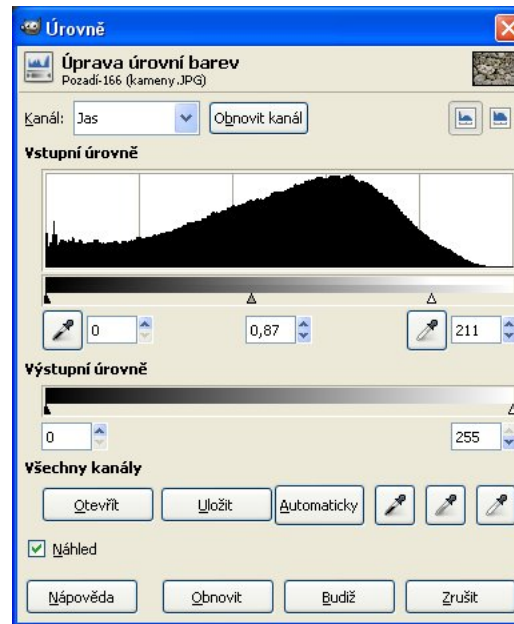 Úrovně
Úprava úrovní barev
Pozadí-166 (kameny.JPG)
Kanál: Jas Obnovit kanál
Vstupní úrovně
0 0,87 211
Výstupní úrovně
0 255
Všechny kanály
Otevřít Uložit Automaticky
Náhled
Nápověda Obnovit Budiž Zrušit